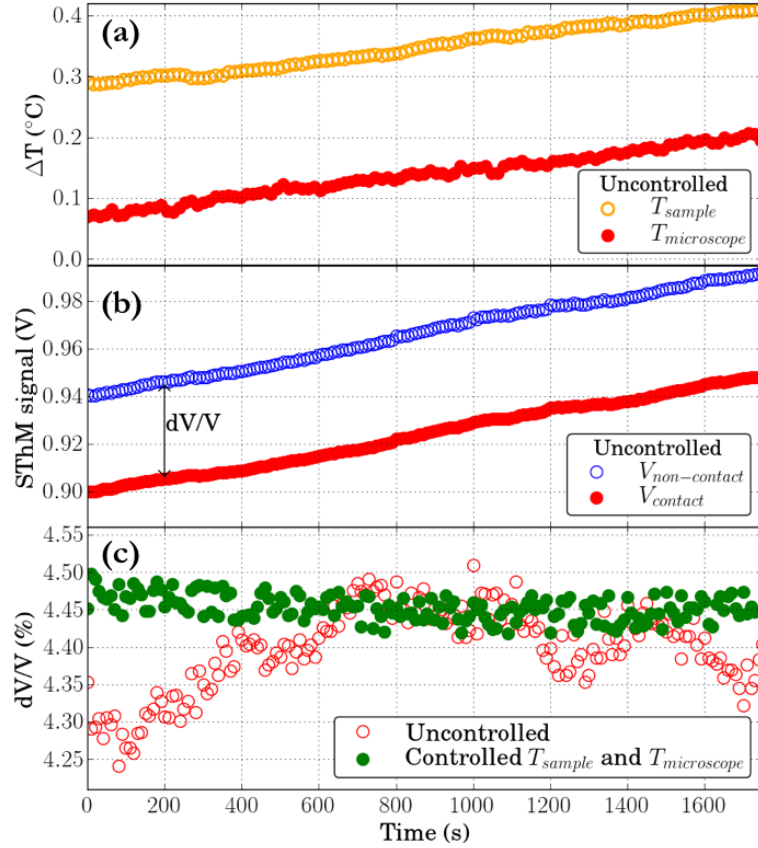 (a)
0.4
0.3
0.2
0.1
0.0
ΔT (°C)
Uncontrolled
T_sample
T_microscope
(b)
0.98
0.96
0.94
0.92
0.90
SThM signal (V)
dV/V
Uncontrolled
V_non−contact
V_contact
(c)
4.55
4.50
4.45
4.40
4.35
4.30
4.25
dV/V (%)
Uncontrolled
Controlled T_sample and T_microscope
0 200 400 600 800 1000 1200 1400 1600
Time (s)